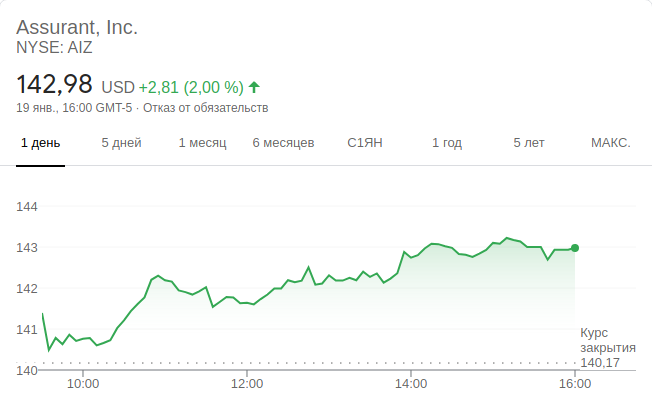 Assurant, Inc.
NYSE: AIZ
142,98 USD +2,81 (2,00 %)
19 янв., 16:00 GMT-5 · Отказ от обязательств
1 день 5 дней 1 месяц 6 месяцев С1ЯН 1 год 5 лет МАКС.
144
143
142
141
Курс
закрытия
140,17
140
10:00 12:00 14:00 16:00